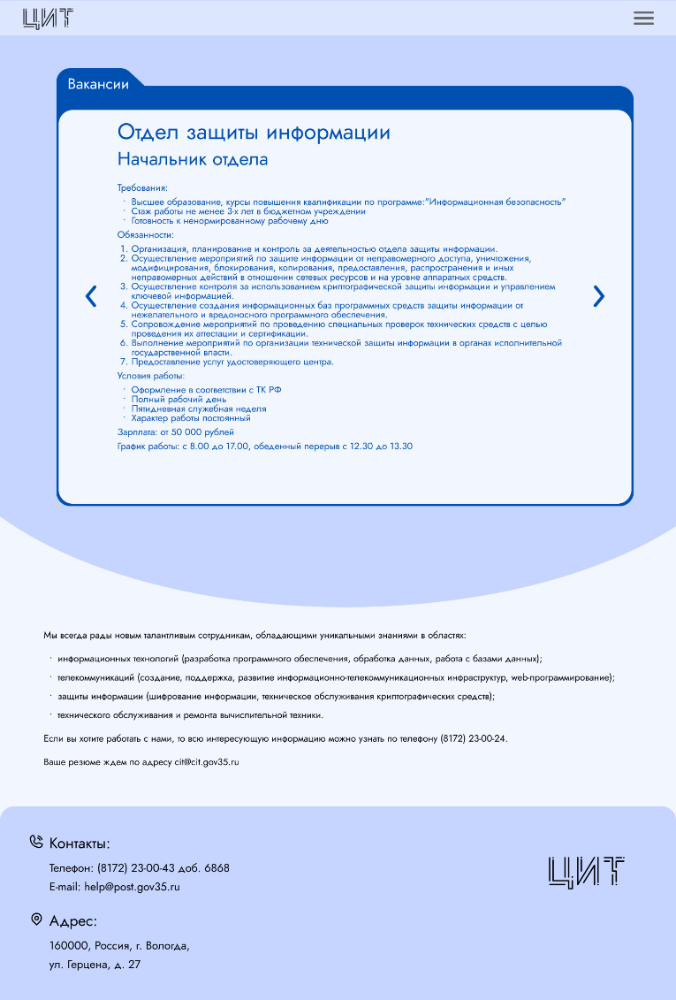 ЦИТ
Вакансии
Отдел защиты информации
Начальник отдела
Требования:
· Высшее образование, курсы повышения квалификации по программе:"Информационная безопасность"
· Стаж работы не менее 3-х лет в бюджетном учреждении
· Готовность к ненормированному рабочему дню
Обязанности:
1. Организация, планирование и контроль за деятельностью отдела защиты информации.
2. Осуществление мероприятий по защите информации от неправомерного доступа, уничтожения,
модифицирования, блокирования, копирования, предоставления, распространения и иных
неправомерных действий в отношении сетевых ресурсов и на уровне аппаратных средств.
3. Осуществление контроля за использованием криптографической защиты информации и управлением
ключевой информацией.
4. Осуществление создания информационных баз программных средств защиты информации от
нежелательного и вредоносного программного обеспечения.
5. Сопровождение мероприятий по проведению специальных проверок технических средств с целью
проведения их аттестации и сертификации.
6. Выполнение мероприятий по организации технической защиты информации в органах исполнительной
государственной власти.
7. Предоставление услуг удостоверяющего центра.
Условия работы:
· Оформление в соответствии с ТК РФ
· Полный рабочий день
· Пятидневная служебная неделя
· Характер работы постоянный
Зарплата: от 50 000 рублей
График работы: с 8.00 до 17.00, обеденный перерыв с 12.30 до 13.30
Мы всегда рады новым талантливым сотрудникам, обладающими уникальными знаниями в областях:
· информационных технологий (разработка программного обеспечения, обработка данных, работа с базами данных);
· телекоммуникаций (создание, поддержка, развитие информационно-телекоммуникационных инфраструктур, web-программирование);
· защиты информации (шифрование информации, техническое обслуживания криптографических средств);
· технического обслуживания и ремонта вычислительной техники.
Если вы хотите работать с нами, то всю интересующую информацию можно узнать по телефону (8172) 23-00-24.
Ваше резюме ждем по адресу cit@cit.gov35.ru
Контакты:
Телефон: (8172) 23-00-43 доб. 6868
E-mail: help@post.gov35.ru
ЦИТ
Адрес:
160000, Россия, г. Вологда,
ул. Герцена, д. 27